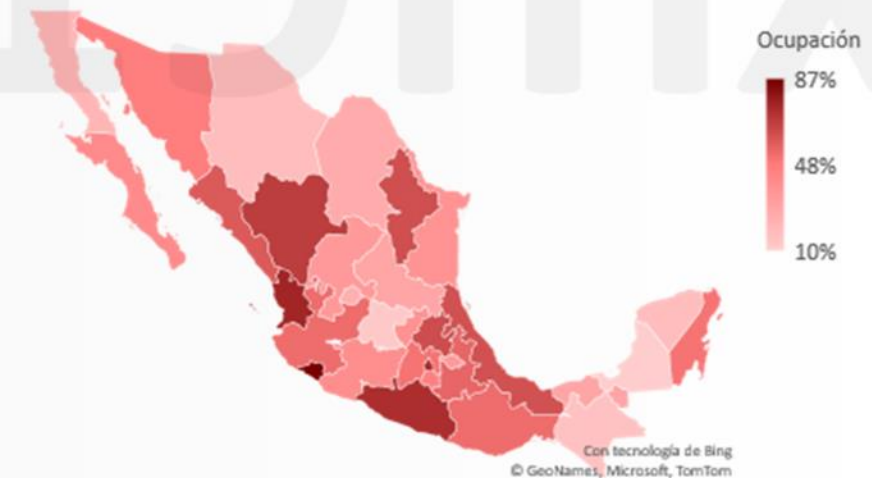 Ocupación
87%
48%
10%
Con tecnología de Bing
© GeoNames, Microsoft, TomTom